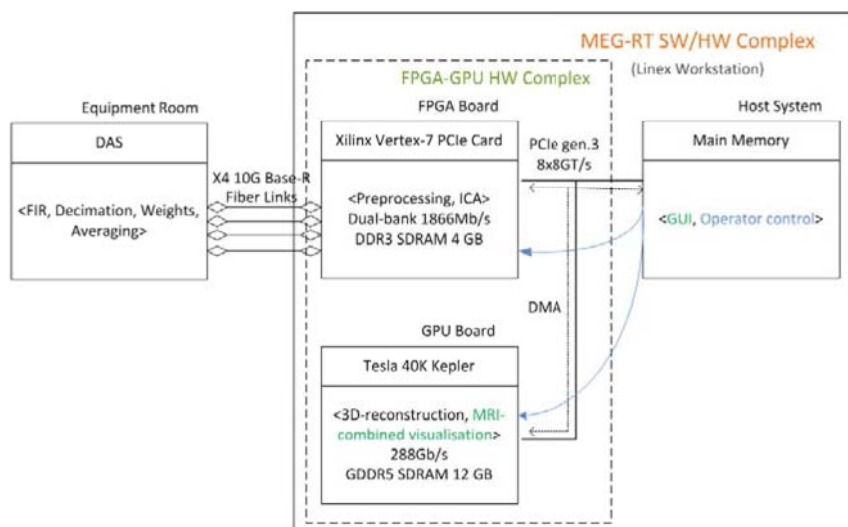 MEG-RT SW/HW Complex
(Linex Workstation)
FPGA-GPU HW Complex
Equipment Room
DAS
<FIR, Decimation, Weights,
Averaging>
X4 10G Base-R
Fiber Links
FPGA Board
Xilinx Vertex-7 PCIe Card
<Preprocessing, ICA>
Dual-bank 1866Mb/s
DDR3 SDRAM 4 GB
PCIe gen.3
8x8GT/s
Host System
Main Memory
<GUI, Operator control>
DMA
GPU Board
Tesla 40K Kepler
<3D-reconstruction, MRI-
combined visualisation>
288Gb/s
GDDR5 SDRAM 12 GB